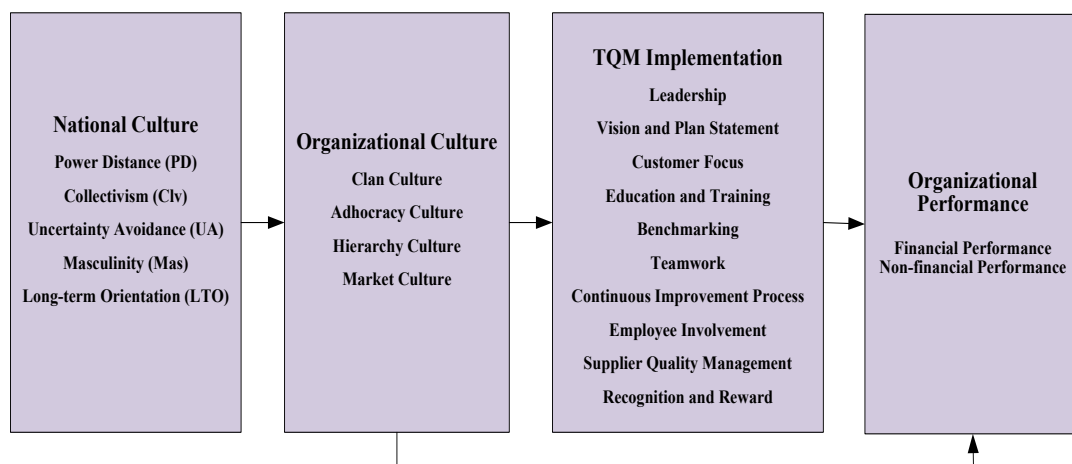 National Culture
Power Distance (PD)
Collectivism (Clv)
Uncertainty Avoidance (UA)
Masculinity (Mas)
Long-term Orientation (LTO)
Organizational Culture
Clan Culture
Adhocracy Culture
Hierarchy Culture
Market Culture
TQM Implementation
Leadership
Vision and Plan Statement
Customer Focus
Education and Training
Benchmarking
Teamwork
Continuous Improvement Process
Employee Involvement
Supplier Quality Management
Recognition and Reward
Organizational
Performance
Financial Performance
Non-financial Performance